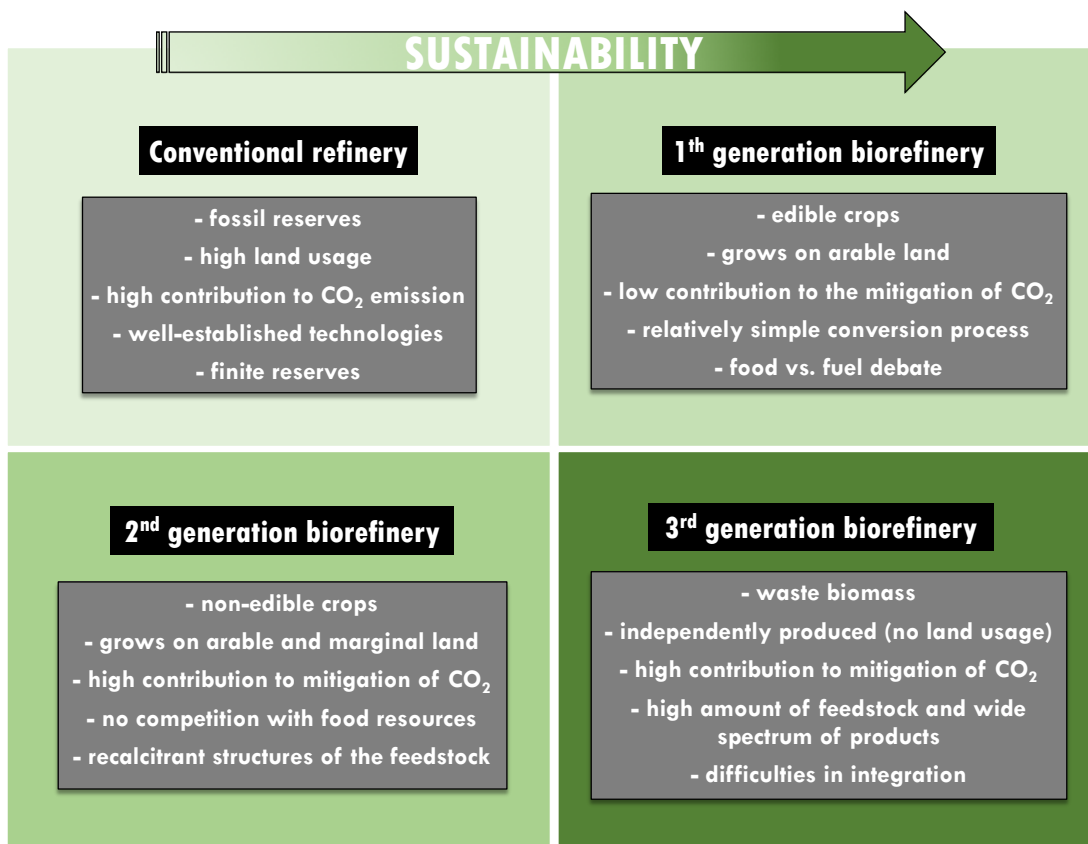 SUSTAINABILITY
Conventional refinery
- fossil reserves
- high land usage
- high contribution to CO₂ emission
- well-established technologies
- finite reserves
1ᵗʰ generation biorefinery
- edible crops
- grows on arable land
- low contribution to the mitigation of CO₂
- relatively simple conversion process
- food vs. fuel debate
2ⁿᵈ generation biorefinery
- non-edible crops
- grows on arable and marginal land
- high contribution to mitigation of CO₂
- no competition with food resources
- recalcitrant structures of the feedstock
3ʳᵈ generation biorefinery
- waste biomass
- independently produced (no land usage)
- high contribution to mitigation of CO₂
- high amount of feedstock and wide
spectrum of products
- difficulties in integration